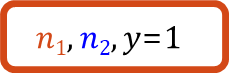 n₁, n₂, y=1